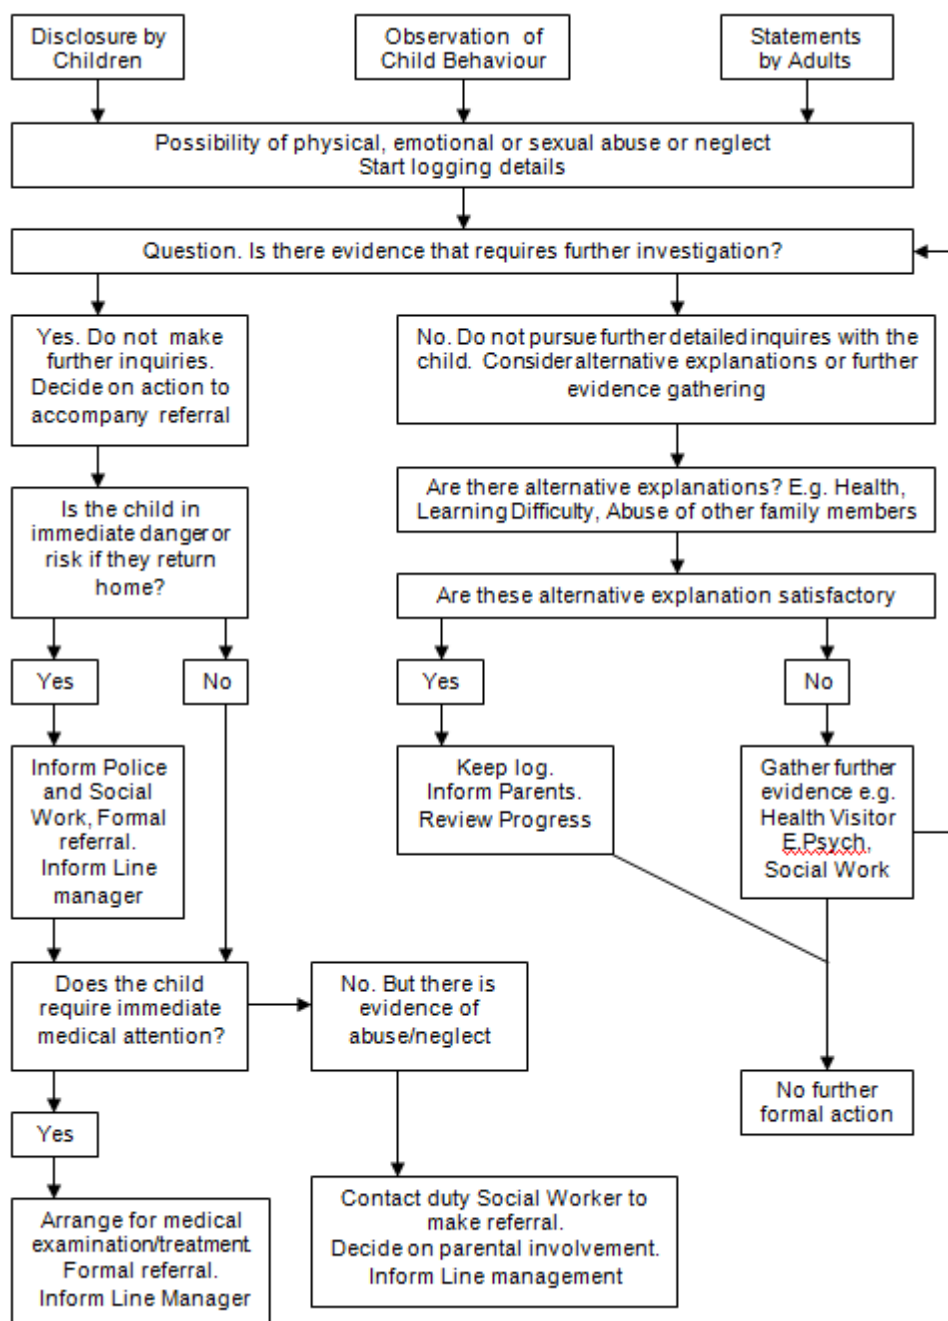 Disclosure by
Children
Observation of
Child Behaviour
Statements
by Adults
Possibility of physical, emotional or sexual abuse or neglect
Start logging details
Question. Is there evidence that requires further investigation?
Yes. Do not make
further inquiries.
Decide on action to
accompany referral
No. Do not pursue further detailed inquires with the
child. Consider alternative explanations or further
evidence gathering
Is the child in
immediate danger or
risk if they return
home?
Are there alternative explanations? E.g. Health,
Learning Difficulty, Abuse of other family members
Are these alternative explanation satisfactory
Yes
No
Yes
No
Inform Police
and Social
Work, Formal
referral.
Inform Line
manager
Keep log.
Inform Parents.
Review Progress
Gather further
evidence e.g.
Health Visitor
E.Psych,
Social Work
Does the child
require immediate
medical attention?
No. But there is
evidence of
abuse/neglect
No further
formal action
Yes
Arrange for medical
examination/treatment.
Formal referral.
Inform Line Manager
Contact duty Social Worker to
make referral.
Decide on parental involvement.
Inform Line management